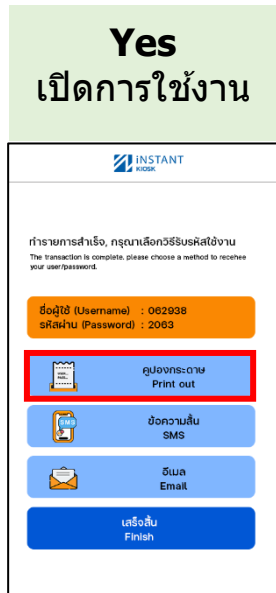 Yes
เปิดการใช้งาน
INSTANT
KIOSK
ทำรายการสำเร็จ, กรุณาเลือกวิธีรับรหัสใช้งาน
The transaction is complete. please choose a method to recehee
your user/password.
ชื่อผู้ใช้ (Username) : 062938
รหัสผ่าน (Password) : 2063
คูปองกระดาษ
Print out
SMS
ข้อความสั้น
SMS
อีเมล
Email
เสร็จสิ้น
Finish